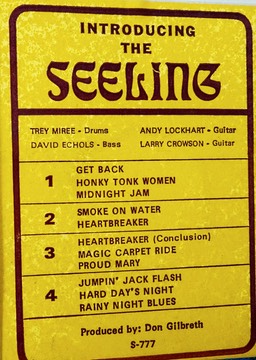 INTRODUCING
THE
SEELING
TREY MIREE - Drums ANDY LOCKHART - Guitar
DAVID ECHOLS - Bass LARRY CROWSON - Guitar
1 GET BACK
HONKY TONK WOMEN
MIDNIGHT JAM
2 SMOKE ON WATER
HEARTBREAKER
3 HEARTBREAKER (Conclusion)
MAGIC CARPET RIDE
PROUD MARY
4 JUMPIN' JACK FLASH
HARD DAY'S NIGHT
RAINY NIGHT BLUES
Produced by: Don Gilbreth
S-777